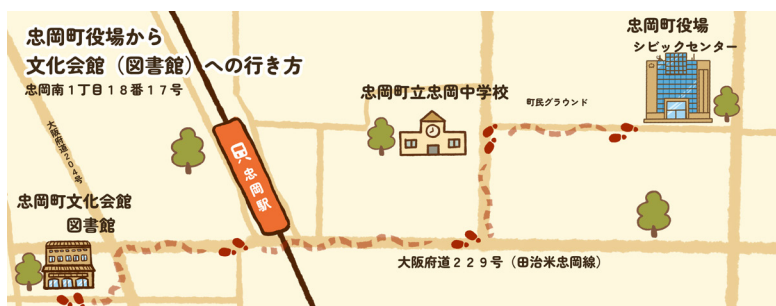 忠岡町役場から
文化会館（図書館）への行き方
忠岡南１丁目１８番１７号
忠岡町役場
シビックセンター
忠岡町立忠岡中学校
町民グラウンド
大阪府道２０４号
忠岡駅
忠岡町文化会館
図書館
大阪府道２２９号（田治米忠岡線）